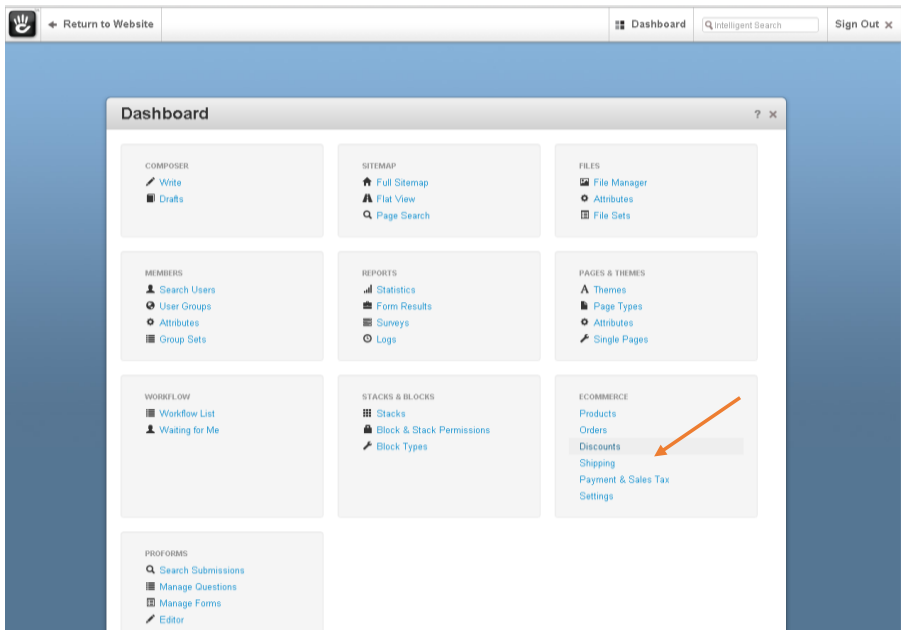 Return to Website
Dashboard
Intelligent Search
Sign Out
Dashboard
?
COMPOSER
Write
Drafts
SITEMAP
Full Sitemap
Flat View
Page Search
FILES
File Manager
Attributes
File Sets
MEMBERS
Search Users
User Groups
Attributes
Group Sets
REPORTS
Statistics
Form Results
Surveys
Logs
PAGES & THEMES
Themes
Page Types
Attributes
Single Pages
WORKFLOW
Workflow List
Waiting for Me
STACKS & BLOCKS
Stacks
Block & Stack Permissions
Block Types
ECOMMERCE
Products
Orders
Discounts
Shipping
Payment & Sales Tax
Settings
PROFORMS
Search Submissions
Manage Questions
Manage Forms
Editor